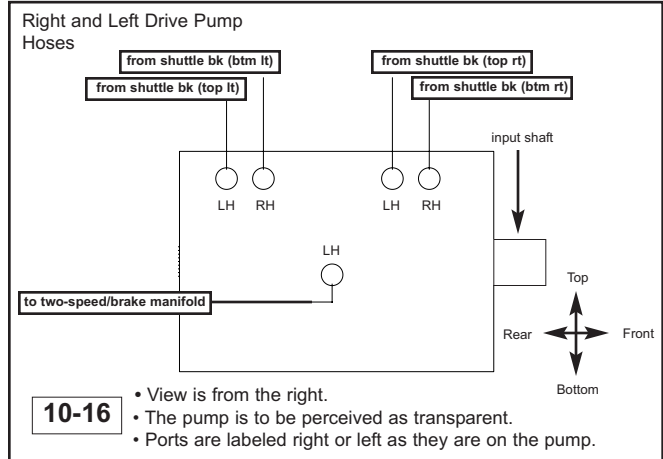 Right and Left Drive Pump
Hoses
from shuttle bk (btm lt)
from shuttle bk (top rt)
from shuttle bk (top lt)
from shuttle bk (btm rt)
input shaft
LH
RH
LH
RH
LH
to two-speed/brake manifold
Top
Rear
Front
Bottom
10-16
• View is from the right.
• The pump is to be perceived as transparent.
• Ports are labeled right or left as they are on the pump.